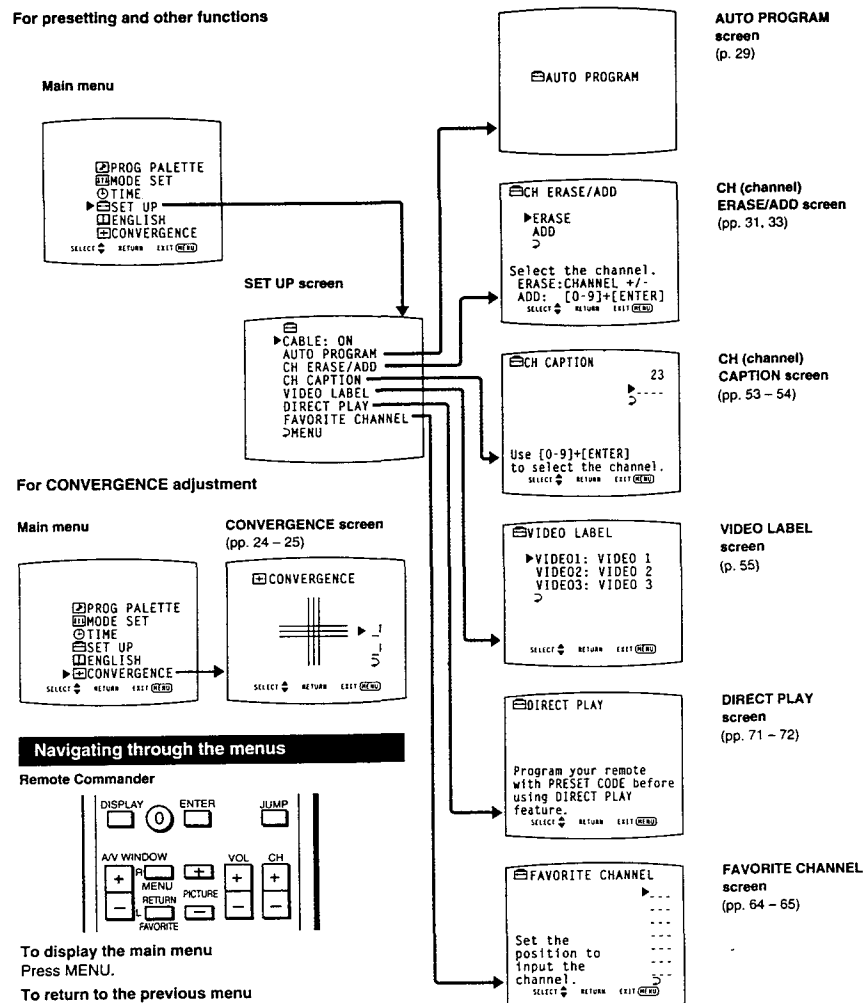 For presetting and other functions
Main menu
PROG PALETTE
MODE SET
TIME
▶SET UP
ENGLISH
CONVERGENCE
SELECT RETURN EXIT MENU
SET UP screen
▶CABLE: ON
AUTO PROGRAM
CH ERASE/ADD
CH CAPTION
VIDEO LABEL
DIRECT PLAY
FAVORITE CHANNEL
MENU
AUTO PROGRAM
AUTO PROGRAM
screen
(p. 29)
CH ERASE/ADD
▶ERASE
ADD
Select the channel.
ERASE:CHANNEL +/-
ADD: [0-9]+[ENTER]
SELECT RETURN EXIT MENU
CH (channel)
ERASE/ADD screen
(pp. 31, 33)
CH CAPTION
23
▶----
Use [0-9]+[ENTER]
to select the channel.
SELECT RETURN EXIT MENU
CH (channel)
CAPTION screen
(pp. 53 – 54)
VIDEO LABEL
▶VIDEO1: VIDEO 1
VIDEO2: VIDEO 2
VIDEO3: VIDEO 3
SELECT RETURN EXIT MENU
VIDEO LABEL
screen
(p. 55)
DIRECT PLAY
Program your remote
with PRESET CODE before
using DIRECT PLAY
feature.
SELECT RETURN EXIT MENU
DIRECT PLAY
screen
(pp. 71 – 72)
FAVORITE CHANNEL
▶---
---
---
---
---
---
---
Set the
position to
input the
channel.
SELECT RETURN EXIT MENU
FAVORITE CHANNEL
screen
(pp. 64 – 65)
For CONVERGENCE adjustment
Main menu
PROG PALETTE
MODE SET
TIME
SET UP
ENGLISH
▶CONVERGENCE
SELECT RETURN EXIT MENU
CONVERGENCE screen
(pp. 24 – 25)
CONVERGENCE
SELECT RETURN EXIT MENU
Navigating through the menus
Remote Commander
DISPLAY 0 ENTER JUMP
A/V WINDOW VOL CH
+ R + + +
MENU
RETURN PICTURE
– L – – –
FAVORITE
To display the main menu
Press MENU.
To return to the previous menu